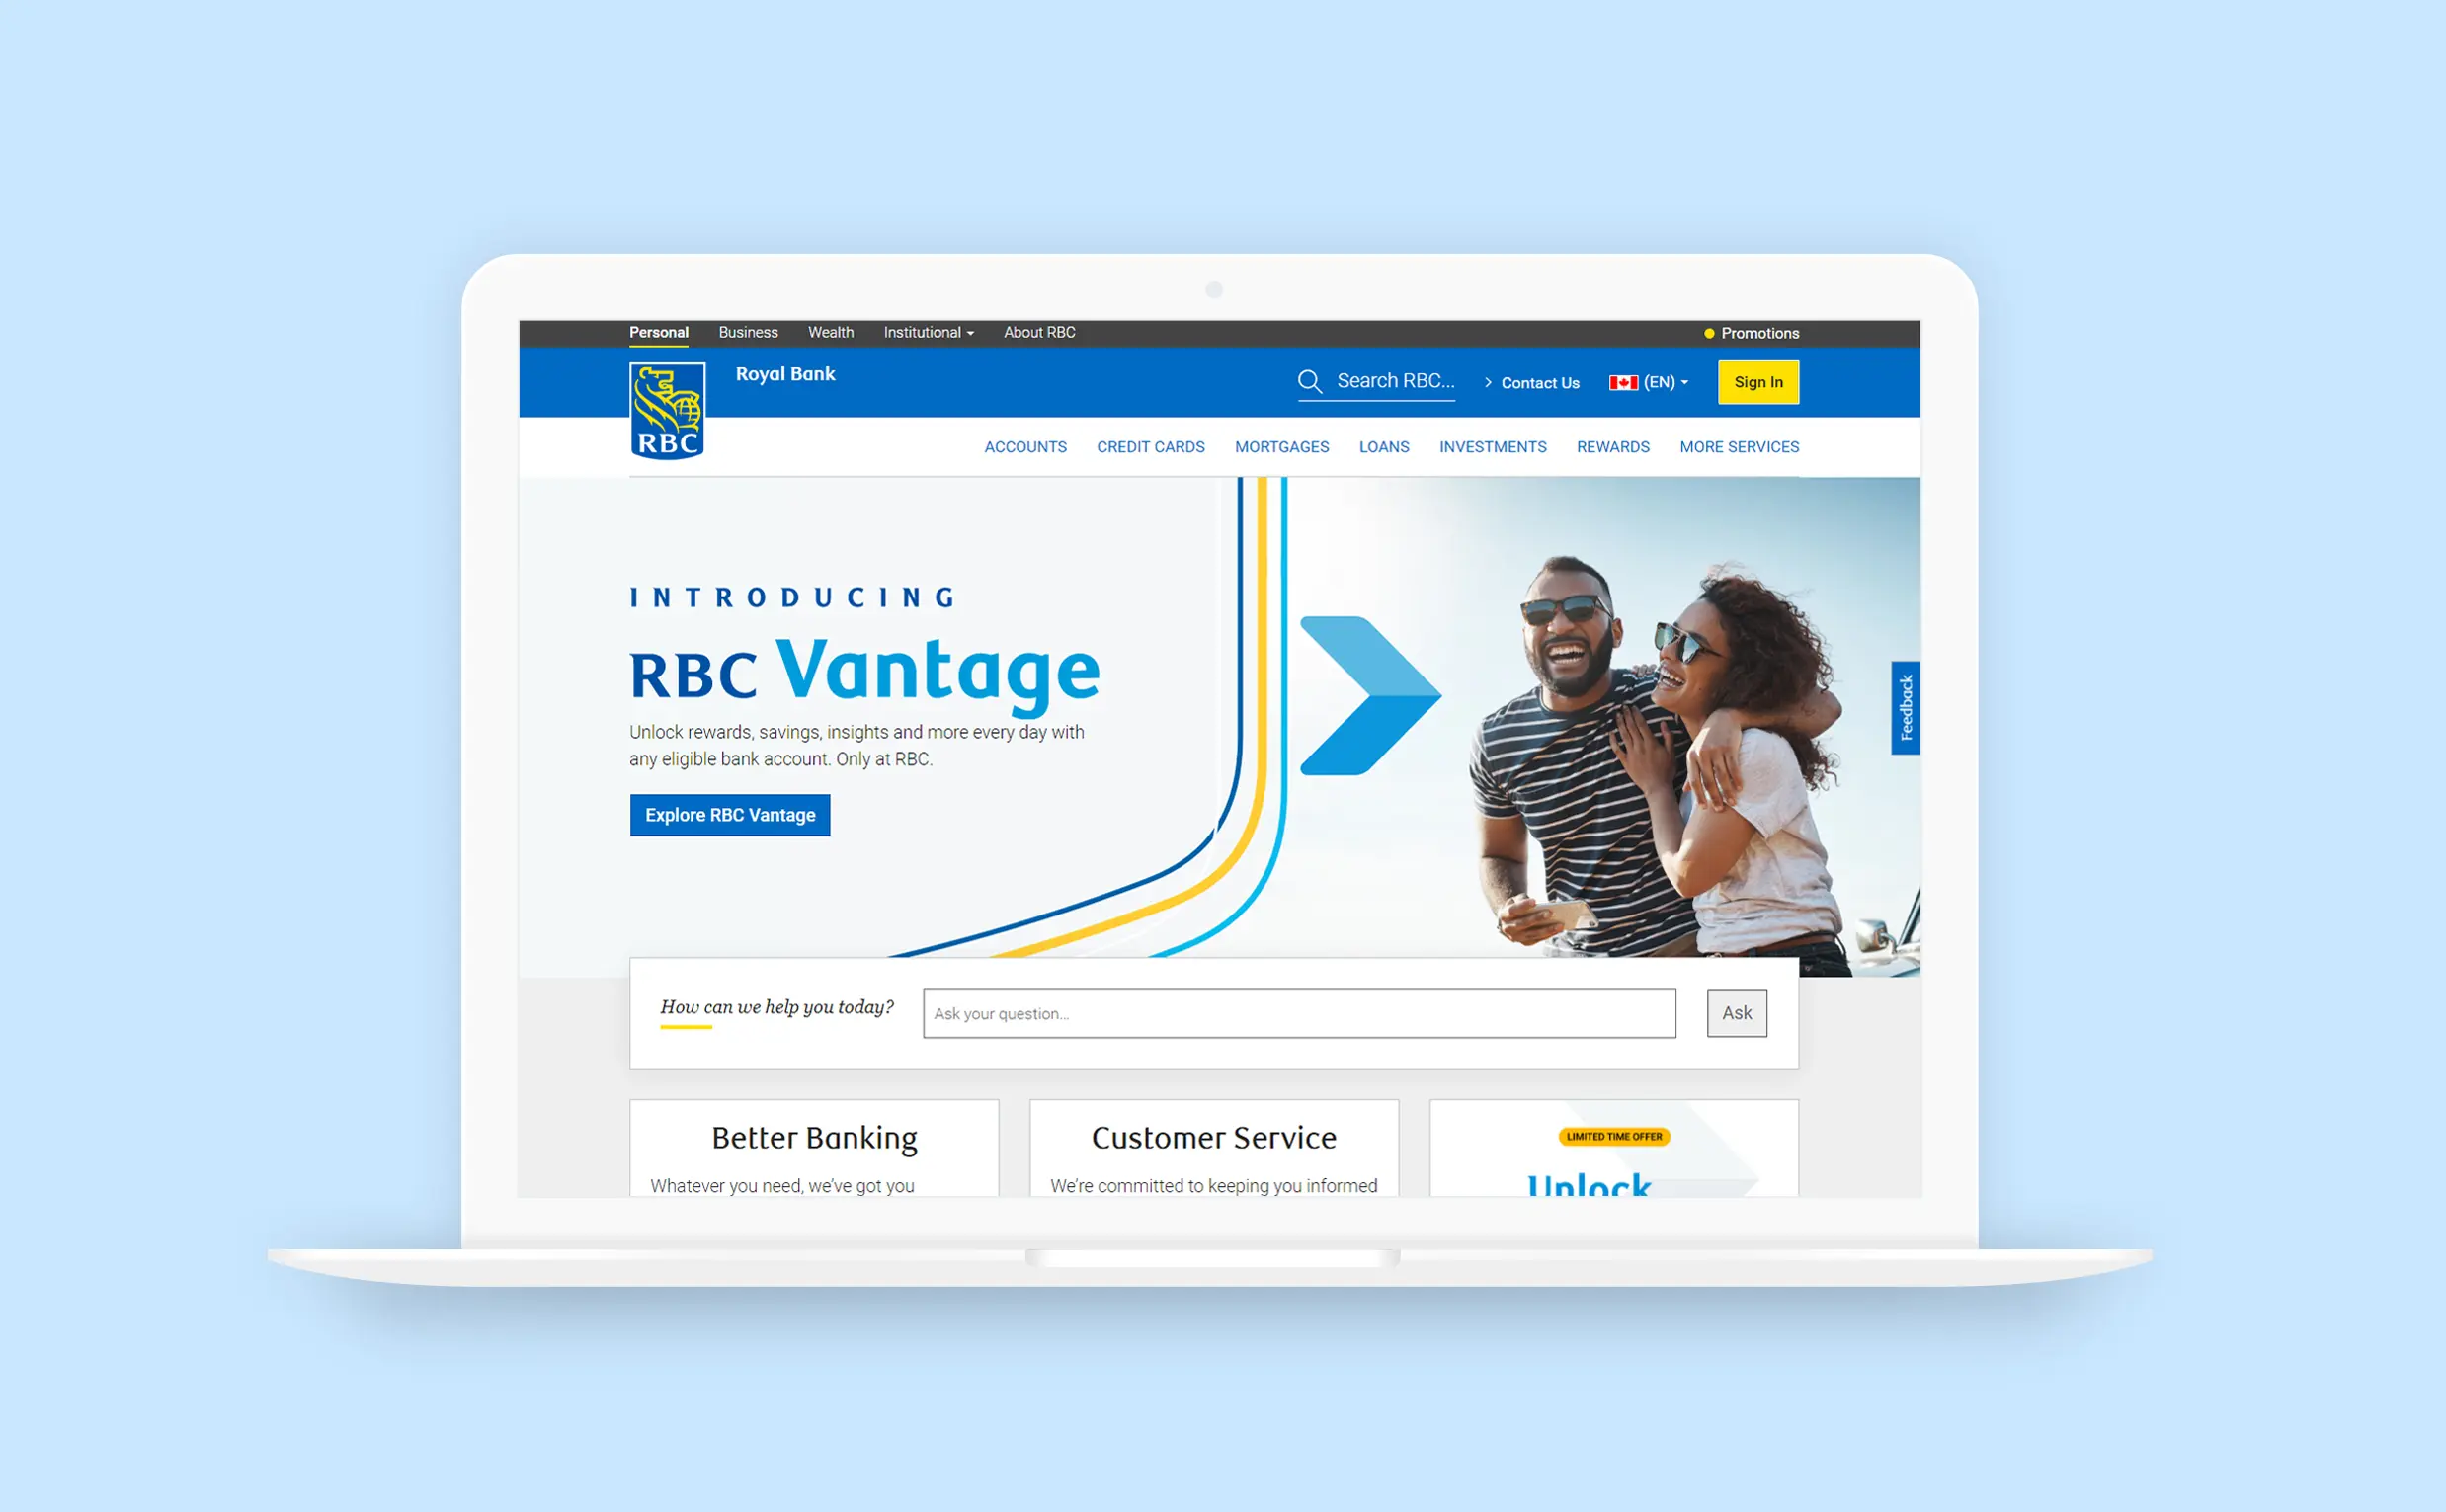 Personal Business Wealth Institutional About RBC Promotions
Royal Bank Search RBC... Contact Us (EN) Sign In
RBC
ACCOUNTS CREDIT CARDS MORTGAGES LOANS INVESTMENTS REWARDS MORE SERVICES
INTRODUCING
RBC Vantage
Unlock rewards, savings, insights and more every day with
any eligible bank account. Only at RBC.
Explore RBC Vantage
Feedback
How can we help you today? Ask your question... Ask
Better Banking
Whatever you need, we've got you
Customer Service
We're committed to keeping you informed
LIMITED TIME OFFER
Unlock